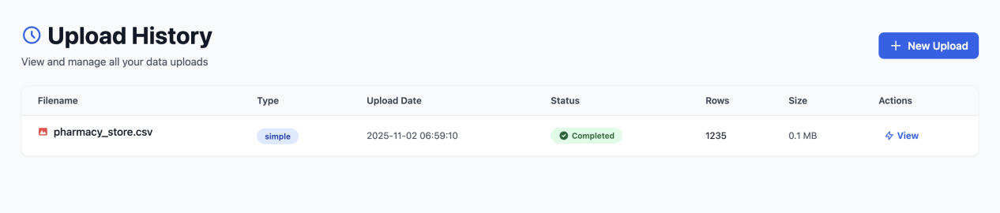 Upload History
View and manage all your data uploads
+ New Upload
Filename Type Upload Date Status Rows Size Actions
pharmacy_store.csv simple 2025-11-02 06:59:10 Completed 1235 0.1 MB View